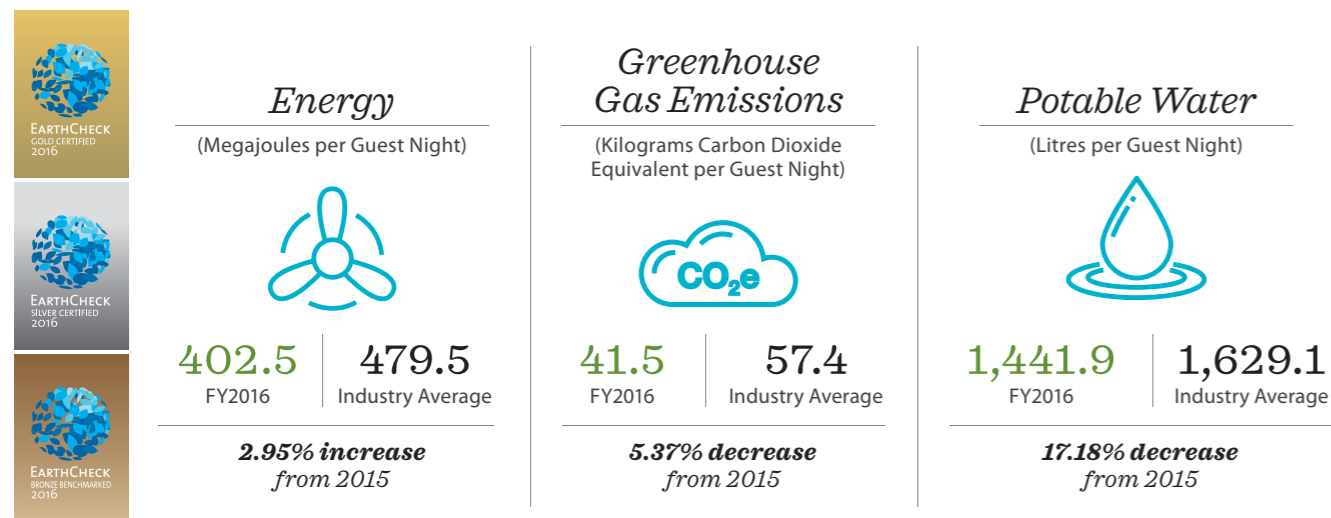 EARTHCHECK
GOLD CERTIFIED
2016
EARTHCHECK
SILVER CERTIFIED
2016
EARTHCHECK
BRONZE BENCHMARKED
2016
Energy
(Megajoules per Guest Night)
402.5
FY2016
479.5
Industry Average
2.95% increase
from 2015
Greenhouse
Gas Emissions
(Kilograms Carbon Dioxide
Equivalent per Guest Night)
CO₂e
41.5
FY2016
57.4
Industry Average
5.37% decrease
from 2015
Potable Water
(Litres per Guest Night)
1,441.9
FY2016
1,629.1
Industry Average
17.18% decrease
from 2015